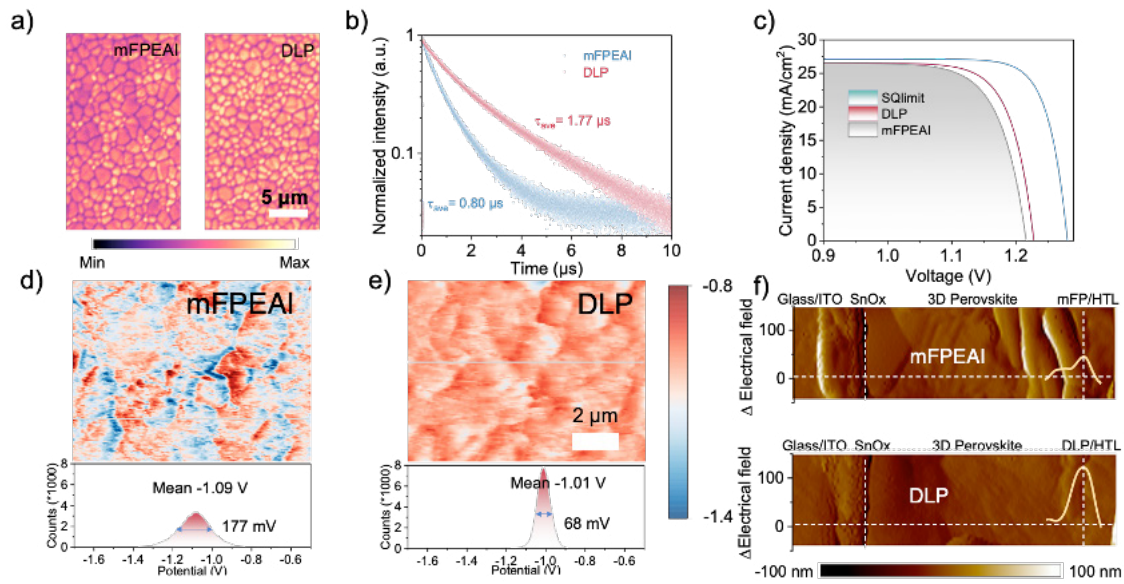 a)
mFPEAI
DLP
5 µm
Min
Max
b)
Normalized intensity (a.u.)
1
0.1
mFPEAI
DLP
τave= 1.77 µs
τave= 0.80 µs
0 2 4 6 8 10
Time (µs)
c)
Current density (mA/cm2)
30
25
20
15
10
5
0
SQlimit
DLP
mFPEAI
0.9 1.0 1.1 1.2
Voltage (V)
d)
mFPEAI
Counts (*1000)
8
6
4
2
0
Mean -1.09 V
177 mV
-1.6 -1.4 -1.2 -1.0 -0.8 -0.6
Potential (V)
e)
DLP
2 µm
-0.8
-1.4
Counts (*1000)
8
6
4
2
0
Mean -1.01 V
68 mV
-1.6 -1.4 -1.2 -1.0 -0.8 -0.6
Potential (V)
f)
Glass/ITO SnOx 3D Perovskite mFP/HTL
Δ Electrical field
100
0
mFPEAI
Glass/ITO SnOx 3D Perovskite DLP/HTL
ΔElectrical field
100
0
DLP
-100 nm
100 nm